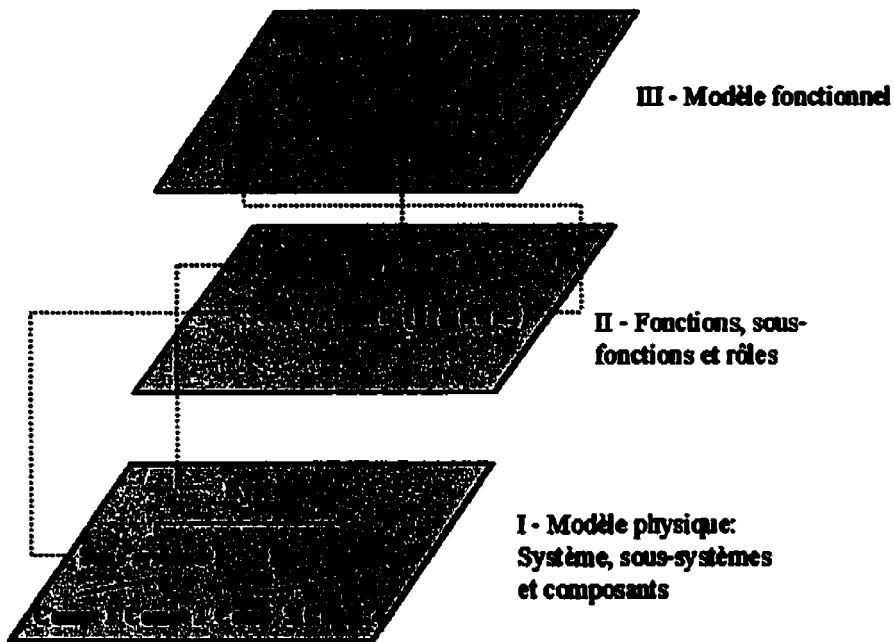 III - Modèle fonctionnel
II - Fonctions, sous-
fonctions et rôles
I - Modèle physique:
Système, sous-systèmes
et composants